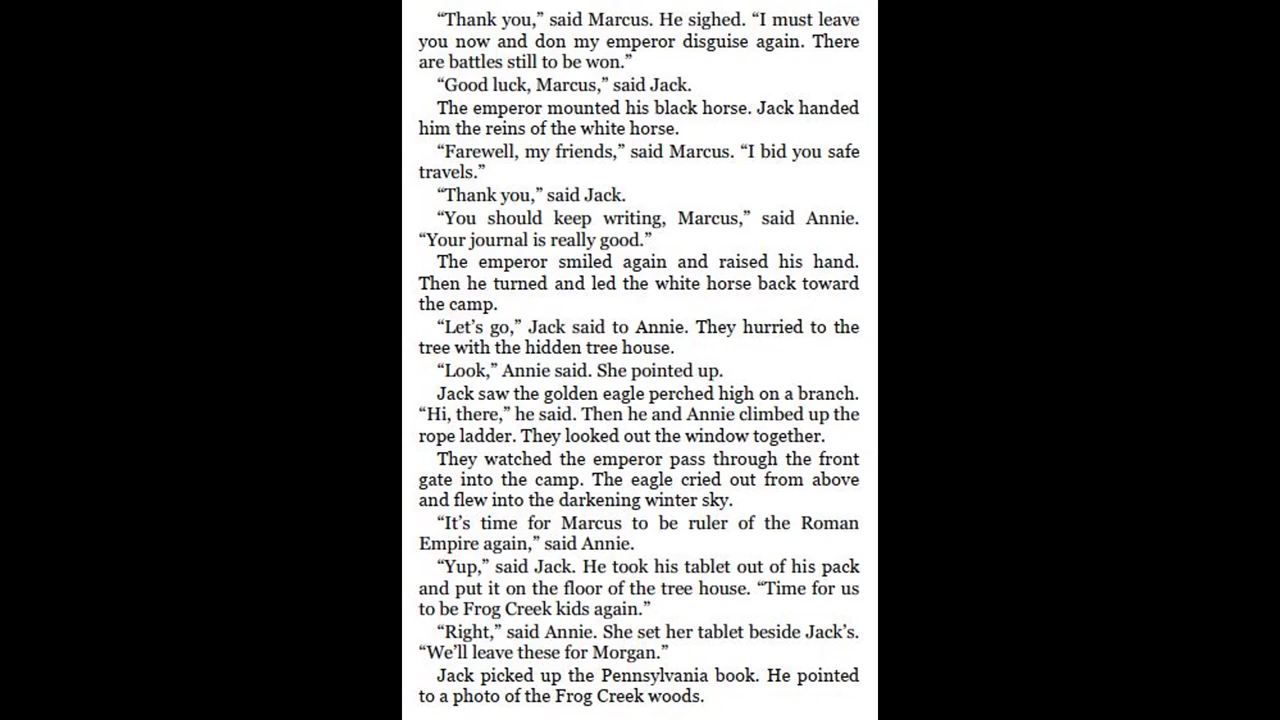 “Thank you,” said Marcus. He sighed. “I must leave
you now and don my emperor disguise again. There
are battles still to be won.”
“Good luck, Marcus,” said Jack.
The emperor mounted his black horse. Jack handed
him the reins of the white horse.
“Farewell, my friends,” said Marcus. “I bid you safe
travels.”
“Thank you,” said Jack.
“You should keep writing, Marcus,” said Annie.
“Your journal is really good.”
The emperor smiled again and raised his hand.
Then he turned and led the white horse back toward
the camp.
“Let’s go,” Jack said to Annie. They hurried to the
tree with the hidden tree house.
“Look,” Annie said. She pointed up.
Jack saw the golden eagle perched high on a branch.
“Hi, there,” he said. Then he and Annie climbed up the
rope ladder. They looked out the window together.
They watched the emperor pass through the front
gate into the camp. The eagle cried out from above
and flew into the darkening winter sky.
“It’s time for Marcus to be ruler of the Roman
Empire again,” said Annie.
“Yup,” said Jack. He took his tablet out of his pack
and put it on the floor of the tree house. “Time for us
to be Frog Creek kids again.”
“Right,” said Annie. She set her tablet beside Jack’s.
“We’ll leave these for Morgan.”
Jack picked up the Pennsylvania book. He pointed
to a photo of the Frog Creek woods.